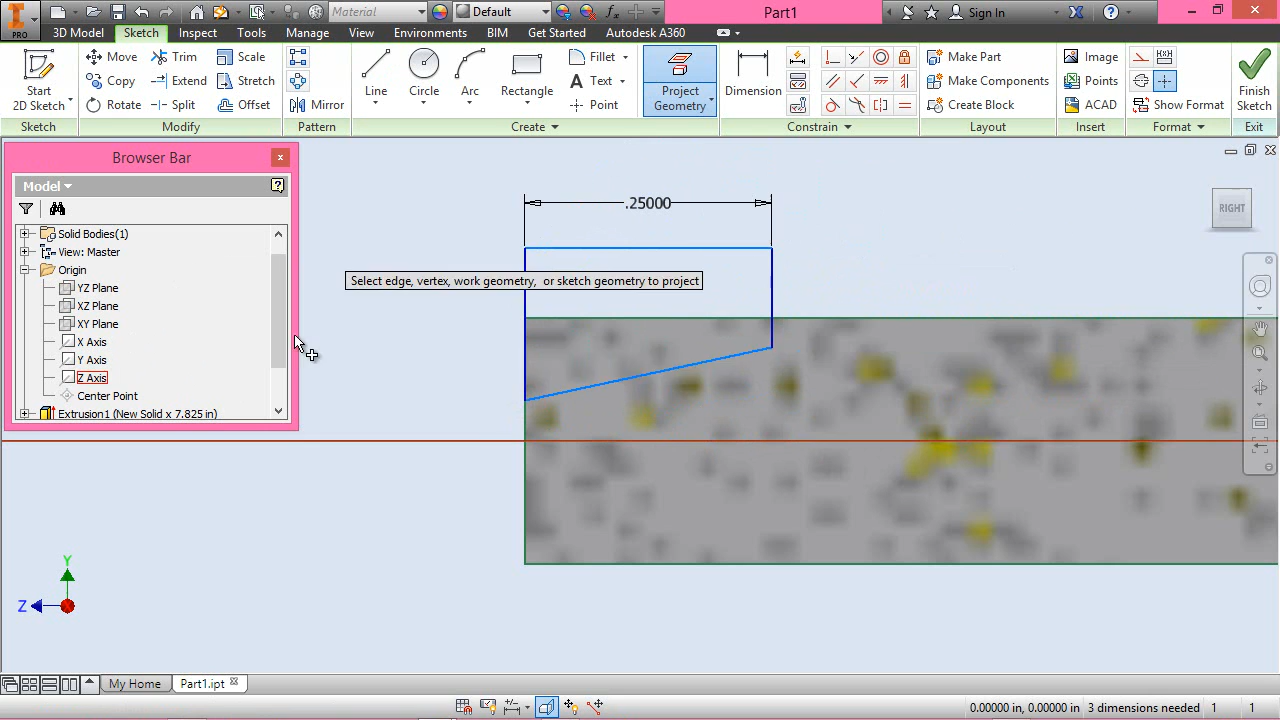 Material
Default
Part1
Sign In
PRO
3D Model
Sketch
Inspect
Tools
Manage
View
Environments
BIM
Get Started
Autodesk A360
Start
2D Sketch
Move
Copy
Rotate
Trim
Extend
Split
Scale
Stretch
Offset
Mirror
Line
Circle
Arc
Rectangle
Fillet
Text
Point
Project
Geometry
Dimension
Make Part
Make Components
Create Block
Image
Points
ACAD
Show Format
Finish
Sketch
Sketch
Modify
Pattern
Create
Constrain
Layout
Insert
Format
Exit
Browser Bar
Model
Solid Bodies(1)
View: Master
Origin
YZ Plane
XZ Plane
XY Plane
X Axis
Y Axis
Z Axis
Center Point
Extrusion1 (New Solid x 7.825 in)
.25000
Select edge, vertex, work geometry, or sketch geometry to project
RIGHT
Y
Z
X
My Home
Part1.ipt
0.00000 in, 0.00000 in
3 dimensions needed
1
1